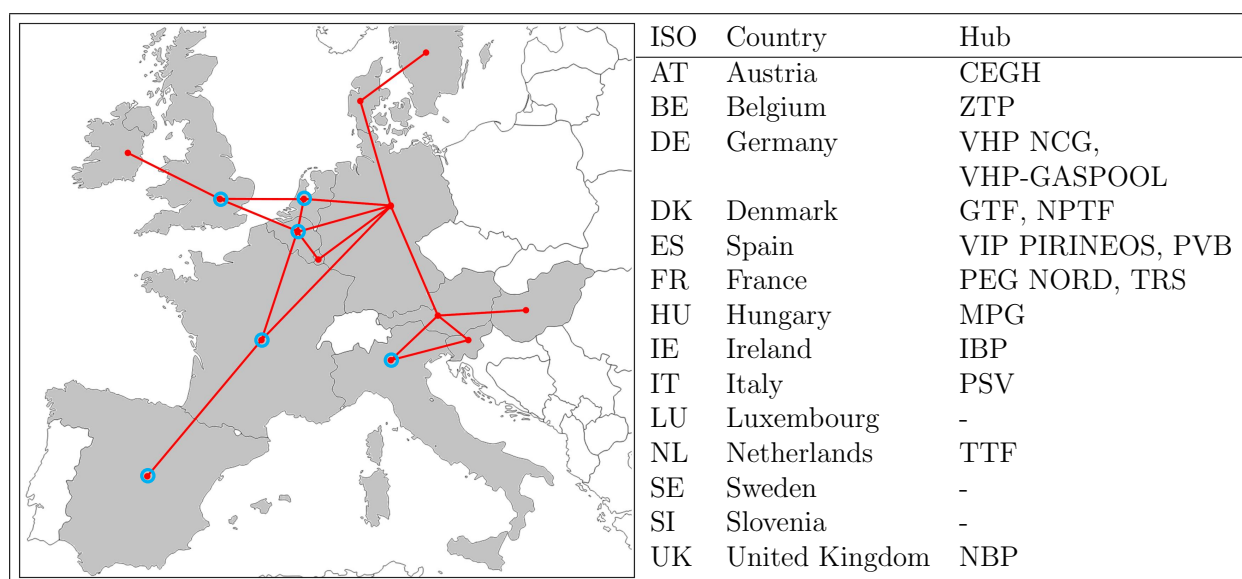 ISO Country Hub
AT Austria CEGH
BE Belgium ZTP
DE Germany VHP NCG,
VHP-GASPOOL
DK Denmark GTF, NPTF
ES Spain VIP PIRINEOS, PVB
FR France PEG NORD, TRS
HU Hungary MPG
IE Ireland IBP
IT Italy PSV
LU Luxembourg -
NL Netherlands TTF
SE Sweden -
SI Slovenia -
UK United Kingdom NBP